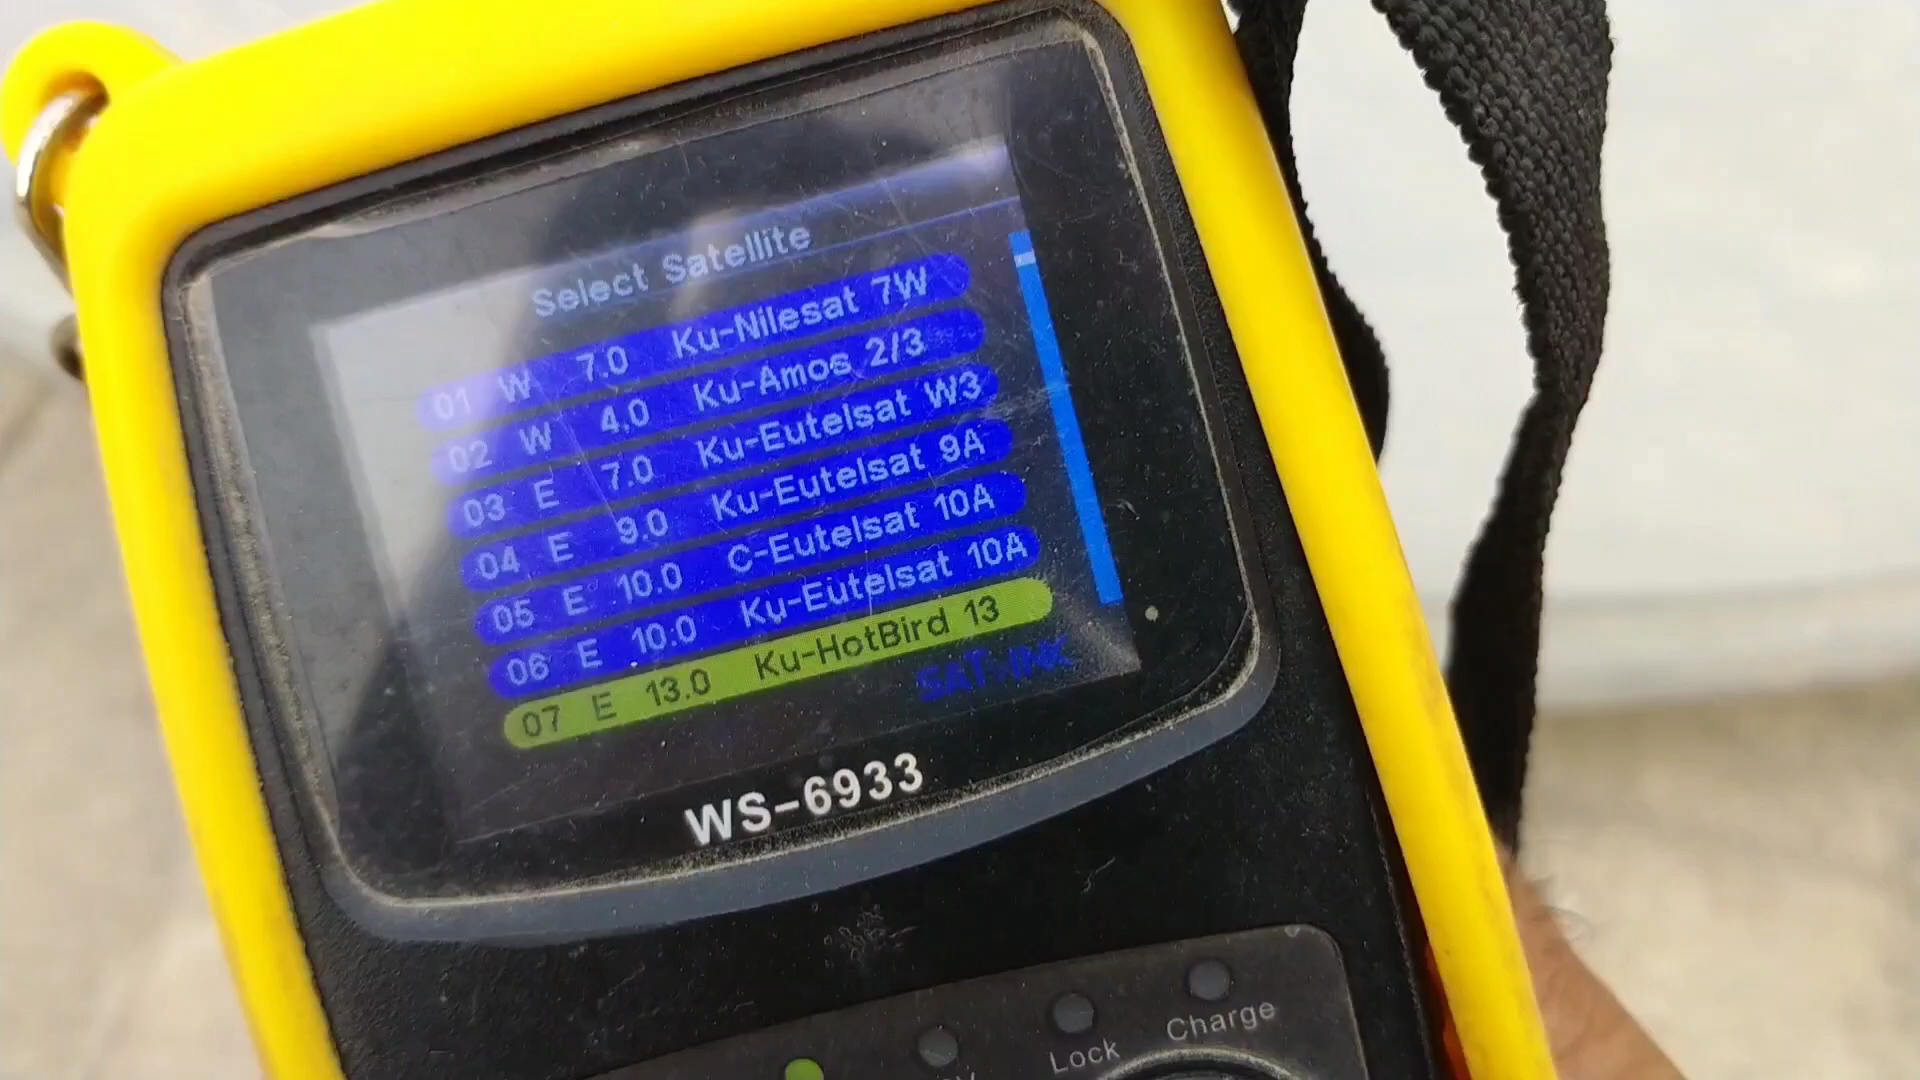 Select Satellite
01 W 7.0 Ku-Nilesat 7W
02 W 4.0 Ku-Amos 2/3
03 E 7.0 Ku-Eutelsat W3
04 E 9.0 Ku-Eutelsat 9A
05 E 10.0 C-Eutelsat 10A
06 E 10.0 Ku-Eutelsat 10A
07 E 13.0 Ku-HotBird 13
SATLINK
WS-6933
Lock
Charge